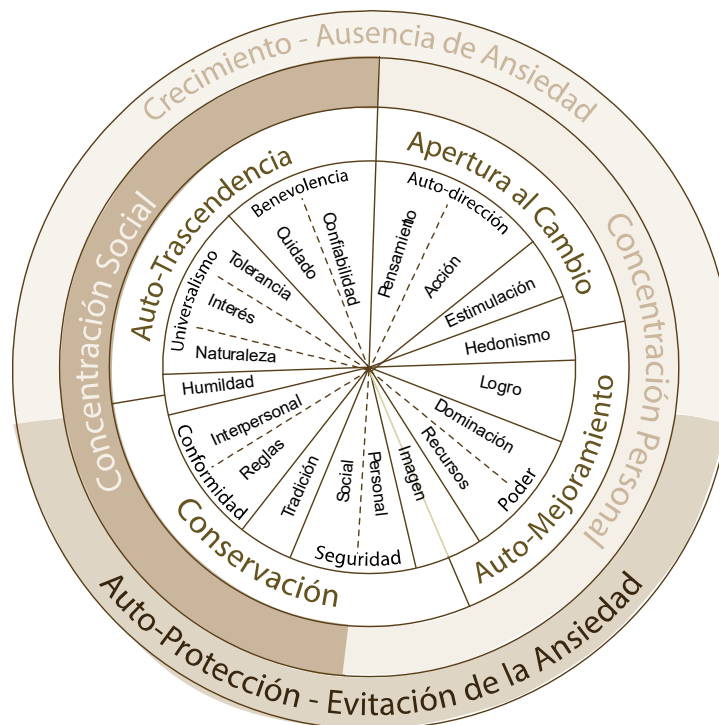 Crecimiento - Ausencia de Ansiedad
Concentración Social
Concentración Personal
Auto-Trascendencia
Apertura al Cambio
Benevolencia
Auto-dirección
Cuidado
Confiabilidad
Pensamiento
Acción
Universalismo
Tolerancia
Interés
Naturaleza
Estimulación
Hedonismo
Humildad
Logro
Interpersonal
Reglas
Conformidad
Tradición
Social
Personal
Imagen
Recursos
Dominación
Poder
Seguridad
Conservación
Auto-Mejoramiento
Auto-Protección - Evitación de la Ansiedad